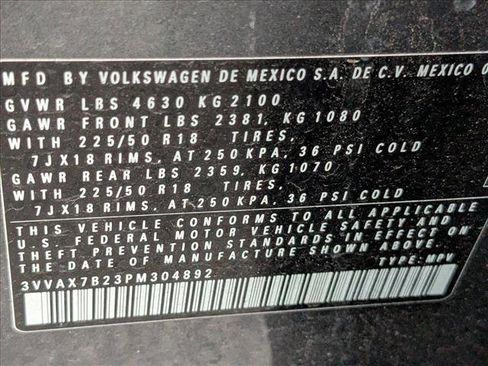 MFD BY VOLKSWAGEN DE MEXICO S.A. DE C.V. MEXICO 0
GVWR LBS 4630 KG 2100
GAWR FRONT LBS 2381, KG 1080
WITH 225/50 R18 TIRES,
7JX18 RIMS, AT 250 KPA, 36 PSI COLD
GAWR REAR LBS 2359, KG 1070
WITH 225/50 R18 TIRES,
7JX18 RIMS, AT 250 KPA, 36 PSI COLD
THIS VEHICLE CONFORMS TO ALL APPLICABLE
U.S. FEDERAL MOTOR VEHICLE SAFETY AND
THEFT PREVENTION STANDARDS IN EFFECT ON
THE DATE OF MANUFACTURE SHOWN ABOVE.
3VVAX7B23PM304892 TYPE: MPV